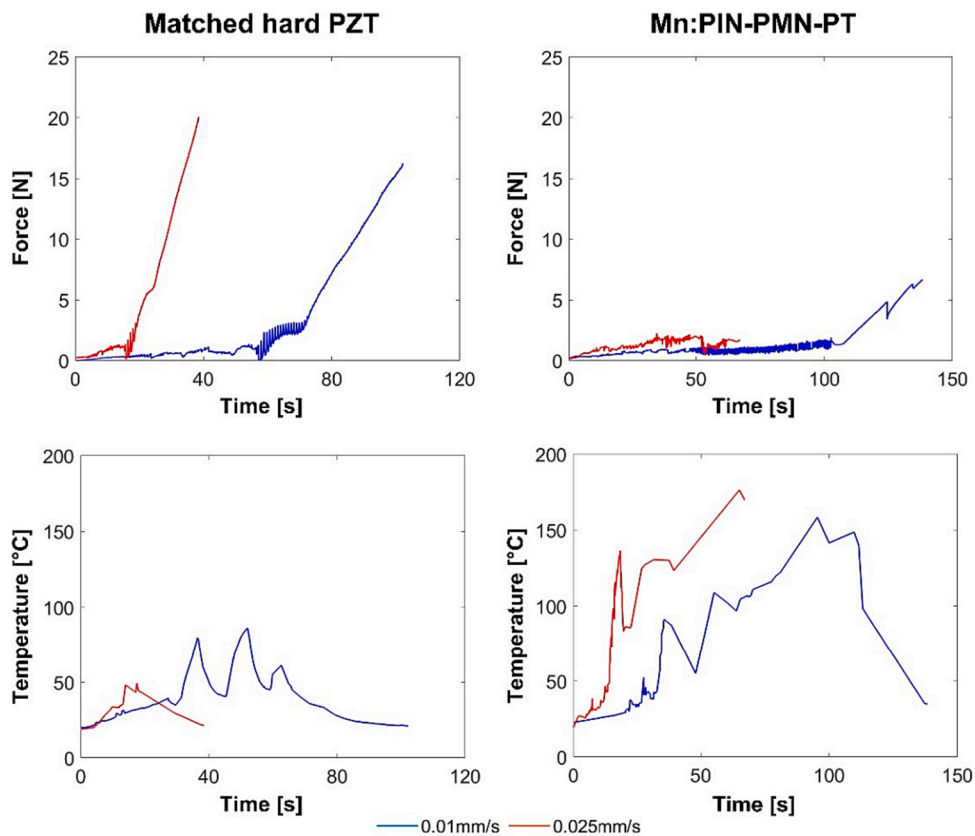 Matched hard PZT
Mn:PIN-PMN-PT
25
20
15
10
5
0
Force [N]
0 40 80 120
Time [s]
25
20
15
10
5
0
Force [N]
0 50 100 150
Time [s]
200
150
100
50
0
Temperature [°C]
0 40 80 120
Time [s]
200
150
100
50
0
Temperature [°C]
0 50 100 150
Time [s]
0.01mm/s 0.025mm/s